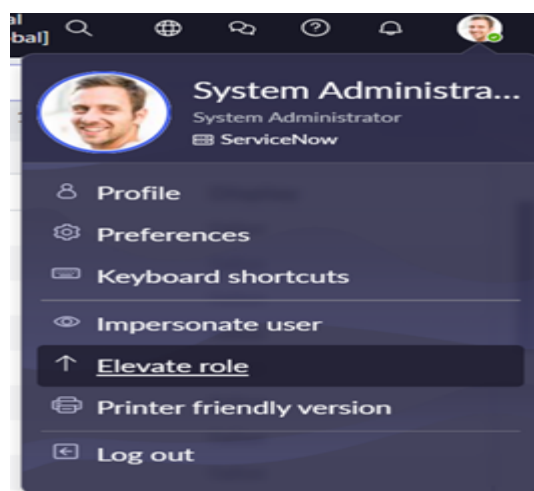 bal]
System Administra...
System Administrator
ServiceNow
Profile
Preferences
Keyboard shortcuts
Impersonate user
Elevate role
Printer friendly version
Log out